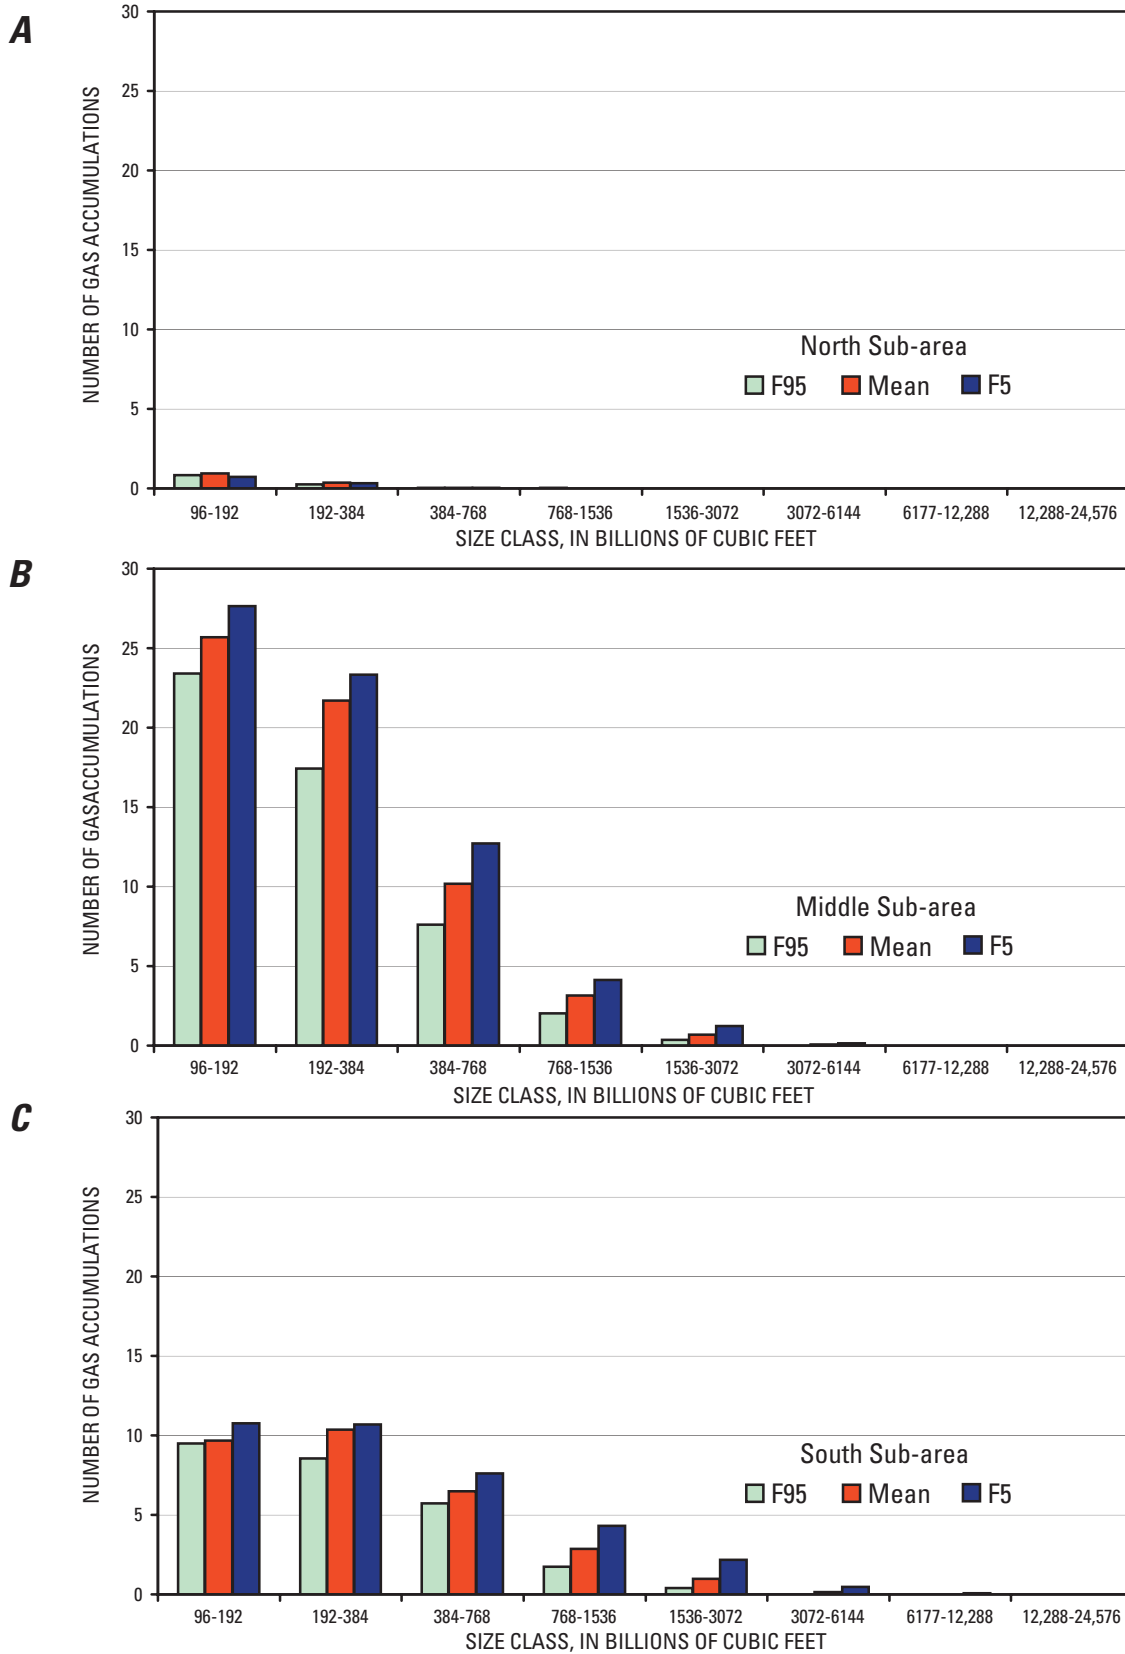 A
NUMBER OF GAS ACCUMULATIONS
30
25
20
15
10
5
0
North Sub-area
F95 Mean F5
96-192 192-384 384-768 768-1536 1536-3072 3072-6144 6177-12,288 12,288-24,576
SIZE CLASS, IN BILLIONS OF CUBIC FEET
B
NUMBER OF GASACCUMULATIONS
30
25
20
15
10
5
0
Middle Sub-area
F95 Mean F5
96-192 192-384 384-768 768-1536 1536-3072 3072-6144 6177-12,288 12,288-24,576
SIZE CLASS, IN BILLIONS OF CUBIC FEET
C
NUMBER OF GAS ACCUMULATIONS
30
25
20
15
10
5
0
South Sub-area
F95 Mean F5
96-192 192-384 384-768 768-1536 1536-3072 3072-6144 6177-12,288 12,288-24,576
SIZE CLASS, IN BILLIONS OF CUBIC FEET